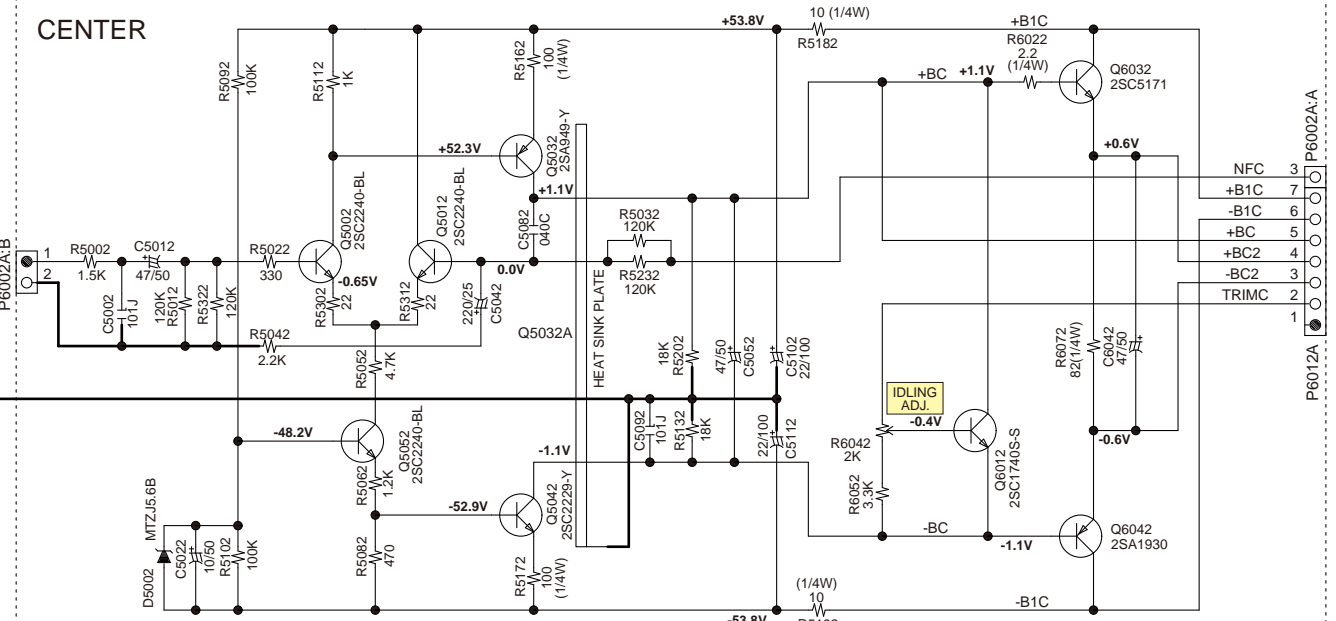 CENTER
+53.8V
10 (1/4W)
R5182
+B1C
R5092
100K
R5112
1K
R5162
100
(1/4W)
+BC
+1.1V
R6022
2.2
(1/4W)
Q6032
2SC5171
P6002A:A
+52.3V
Q5032
2SA949-Y
+1.1V
+0.6V
NFC 3
+B1C 7
-B1C 6
+BC 5
+BC2 4
-BC2 3
TRIMC 2
1
P6012A
P6002A:B
1
2
R5002
1.5K
C5012
47/50
R5022
330
Q5002
2SC2240-BL
Q5012
2SC2240-BL
C5082
040C
R5032
120K
R5232
120K
0.0V
-0.65V
C5002
101J
120K
R5012
R5322
120K
R5302
22
R5312
22
220/25
C5042
R5042
2.2K
R5052
4.7K
Q5032A
HEAT SINK PLATE
18K
R5202
47/50
C5052
C5102
22/100
R6072
82(1/4W)
C6042
47/50
IDLING
ADJ.
-0.4V
R6042
2K
Q6012
2SC1740S-S
-0.6V
-48.2V
Q5052
2SC2240-BL
C5092
101J
R5132
18K
22/100
C5112
-1.1V
R5062
1.2K
R6052
3.3K
-52.9V
Q5042
2SC2229-Y
-BC
-1.1V
Q6042
2SA1930
MTZJ5.6B
D5002
C5022
10/50
R5102
100K
R5082
470
R5172
100
(1/4W)
(1/4W)
10
-B1C
-53.8V